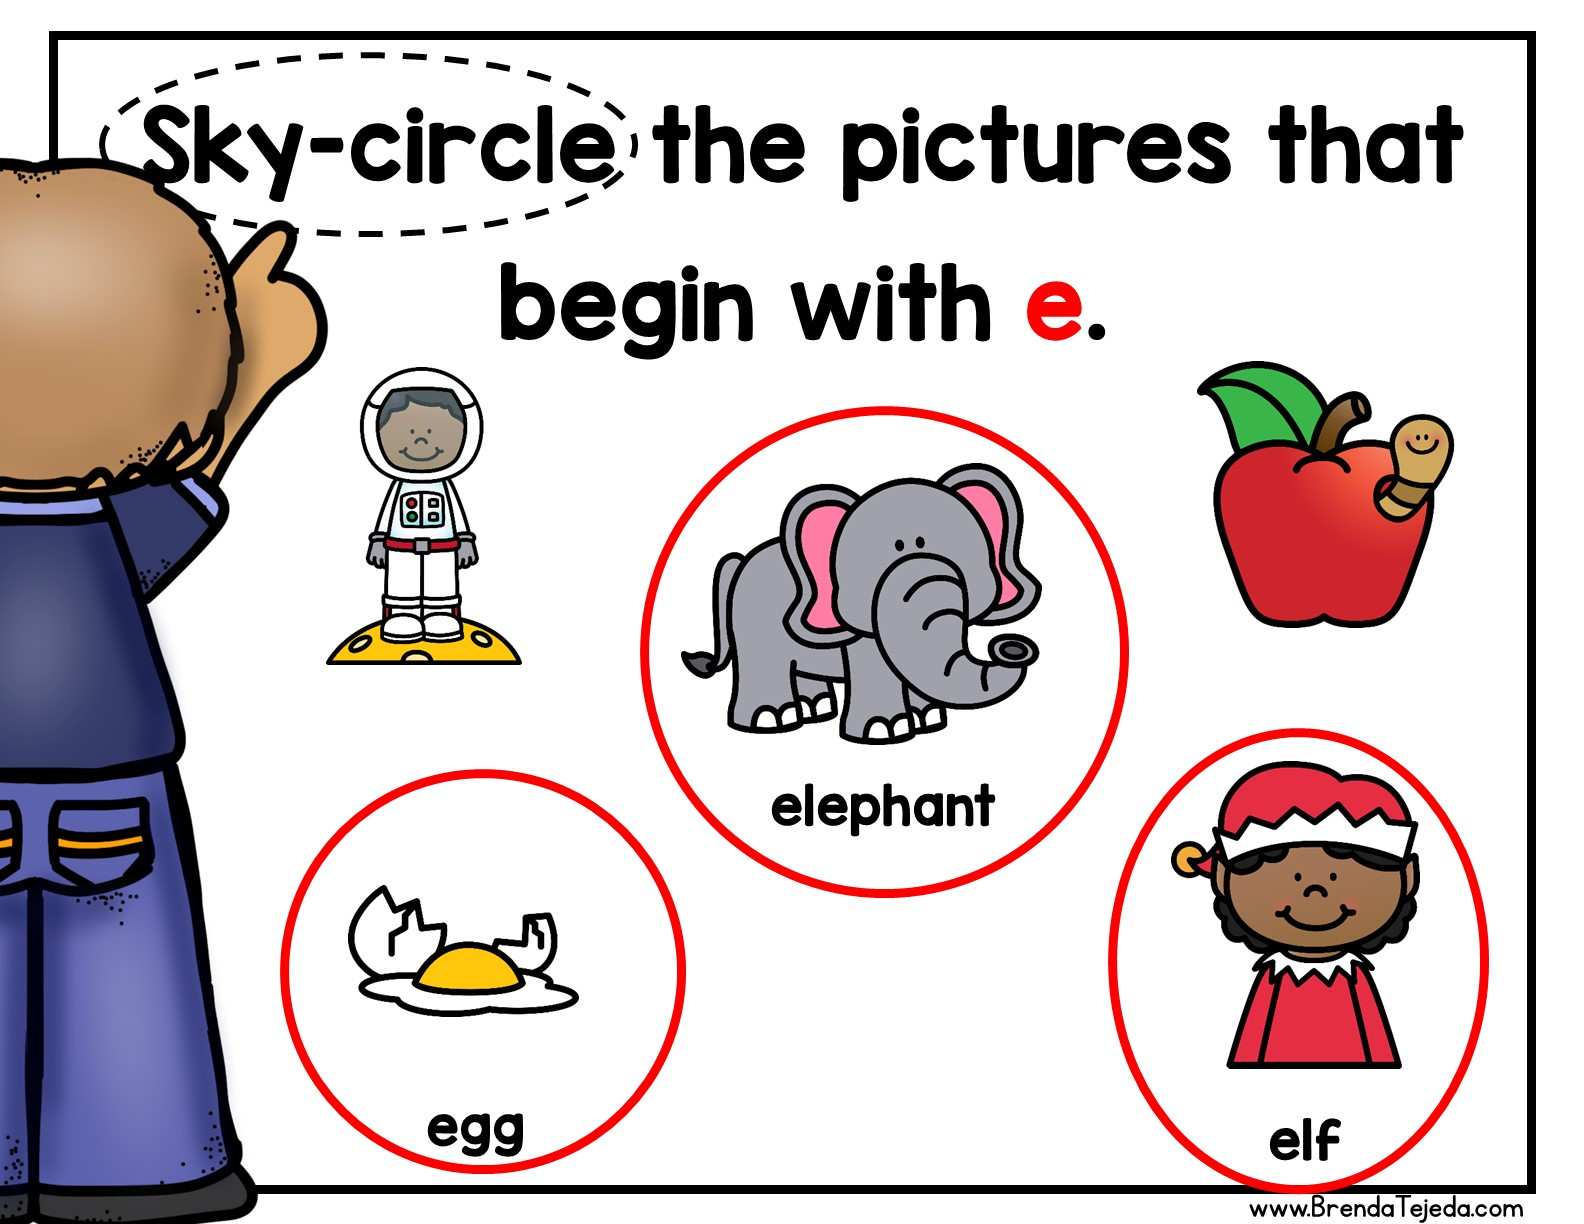 Sky-circle the pictures that
begin with e.
elephant
egg
elf
www.BrendaTejeda.com